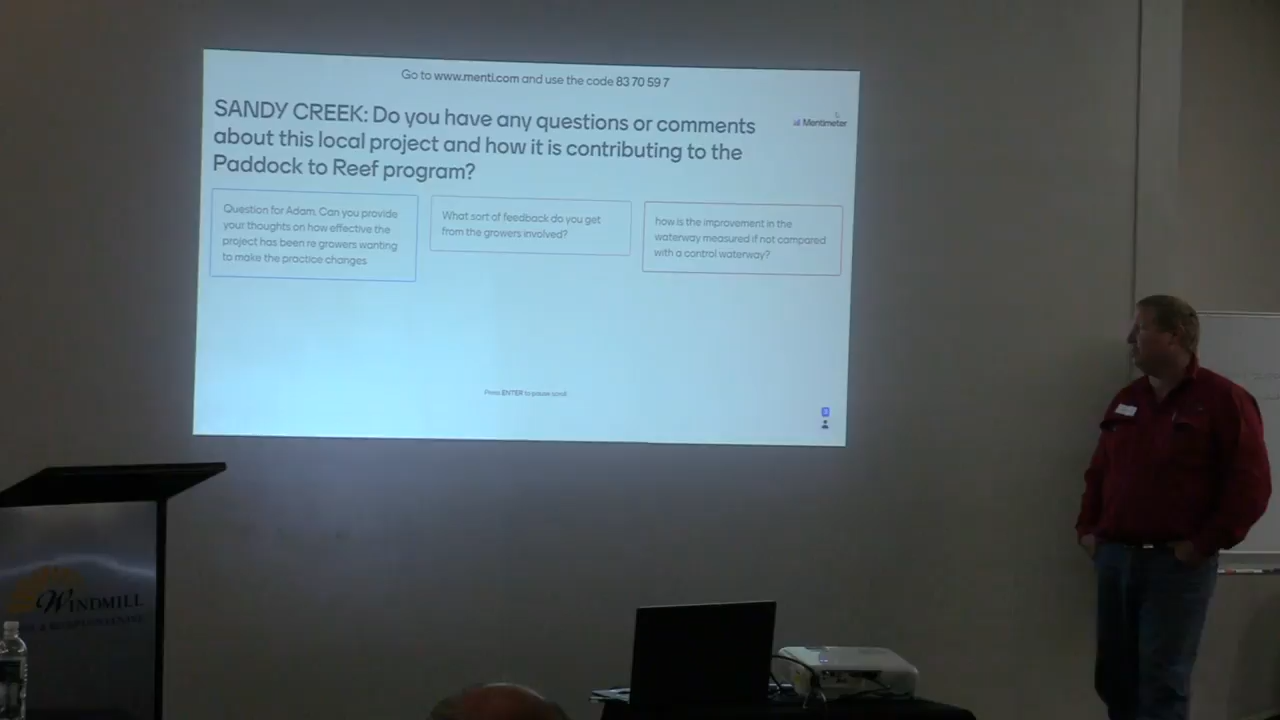 Go to www.menti.com and use the code 83 70 59 7
SANDY CREEK: Do you have any questions or comments
about this local project and how it is contributing to the
Paddock to Reef program?
Mentimeter
Question for Adam. Can you provide
your thoughts on how effective the
project has been re growers wanting
to make the practice changes
What sort of feedback do you get
from the growers involved?
how is the improvement in the
waterway measured if not compared
with a control waterway?
Press ENTER to pause scroll
3
WINDMILL